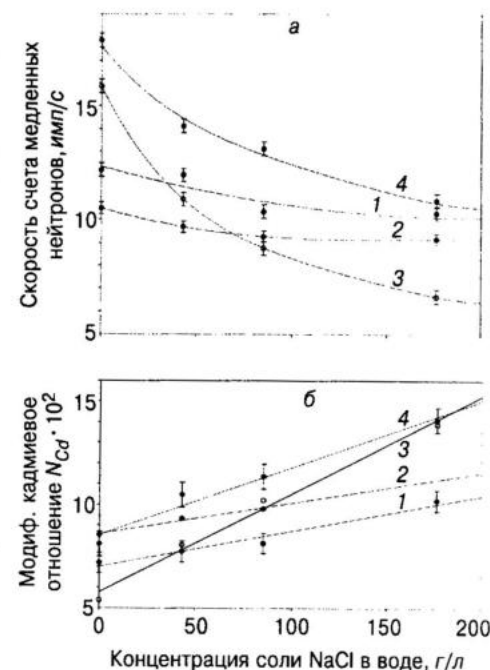 а
Скорость счета медленных
нейтронов, имп/с
15
10
5
4
1
2
3
б
Модиф. кадмиевое
отношение N_Cd · 10²
15
10
5
4
3
2
1
0
50
100
150
200
Концентрация соли NaCl в воде, г/л